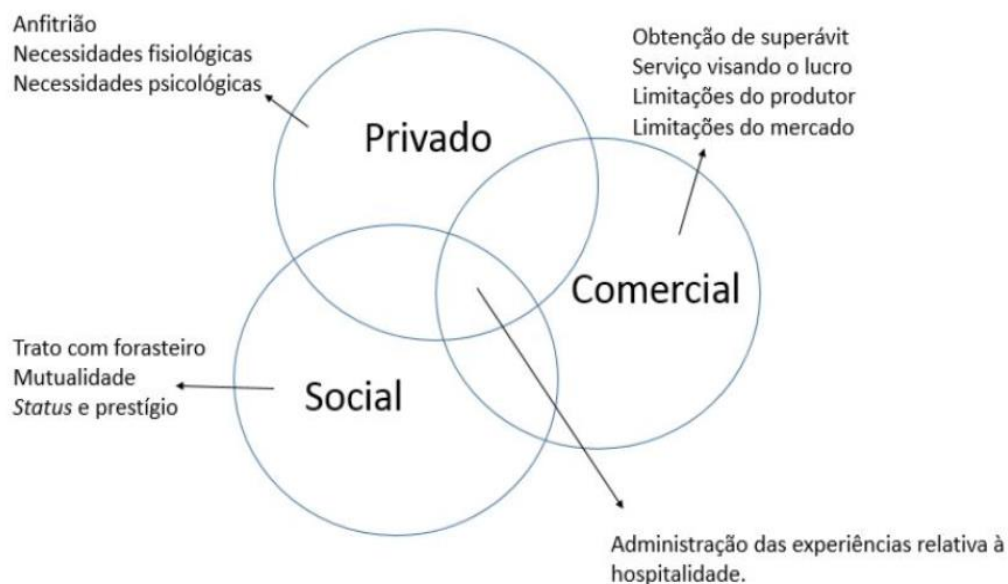 Anfitrião
Necessidades fisiológicas
Necessidades psicológicas
Obtenção de superávit
Serviço visando o lucro
Limitações do produtor
Limitações do mercado
Privado
Comercial
Trato com forasteiro
Mutualidade
Status e prestígio
Social
Administração das experiências relativa à
hospitalidade.